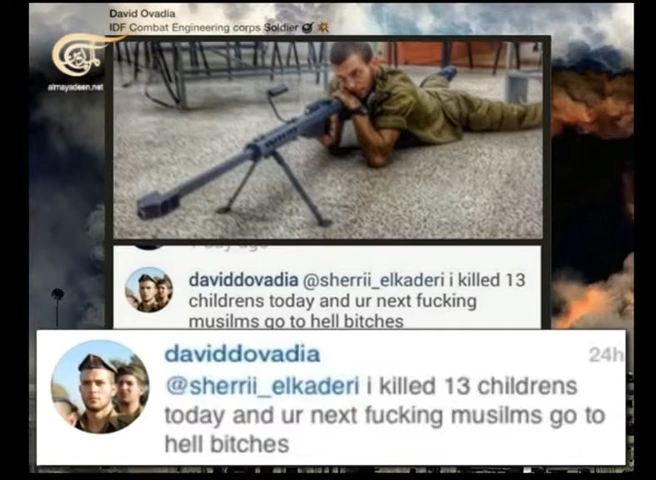 David Ovadia
IDF Combat Engineering corps Soldier 💣 💥
الميادين
almayadeen.net
daviddovadia @sherrii_elkaderi i killed 13
childrens today and ur next fucking
musilms go to hell bitches
daviddovadia
24h
@sherrii_elkaderi i killed 13 childrens
today and ur next fucking musilms go to
hell bitches